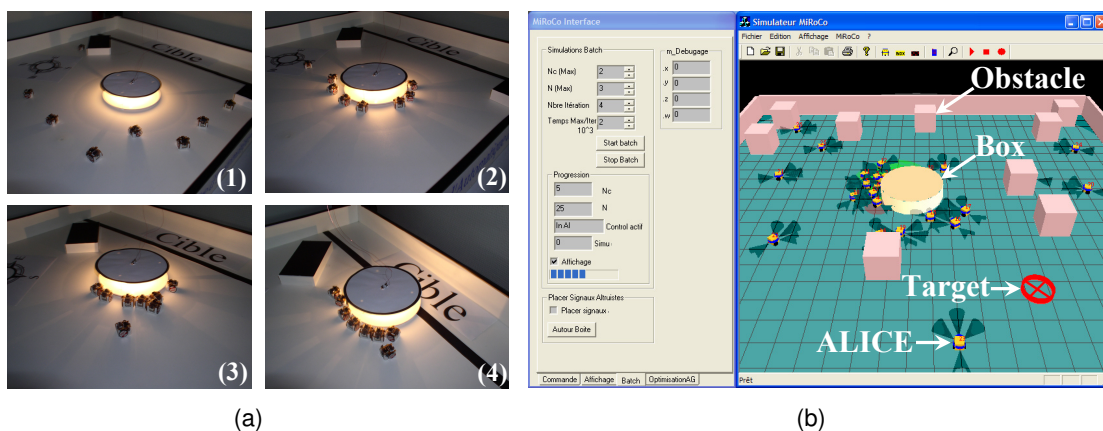 Cible
(1)
(2)
Cible
(3)
Cible
(4)
(a)
MiRoCo Interface
Simulations Batch
Nc (Max) 2
N (Max) 3
Nbre Itération 4
Temps Max/Iter 2
10^3
Start batch
Stop Batch
m_Debugage
.x 0
.y 0
.z 0
.w 0
Progression
5 Nc
25 N
In Al Control actif
0 Simu
Affichage
Placer Signaux Altruistes
Placer signaux
Autour Boite
Commande Affichage Batch OptimisationAG
Simulateur MiRoCo
Fichier Edition Affichage MiRoCo ?
BOX
Obstacle
Box
Target
ALICE
Prêt
(b)